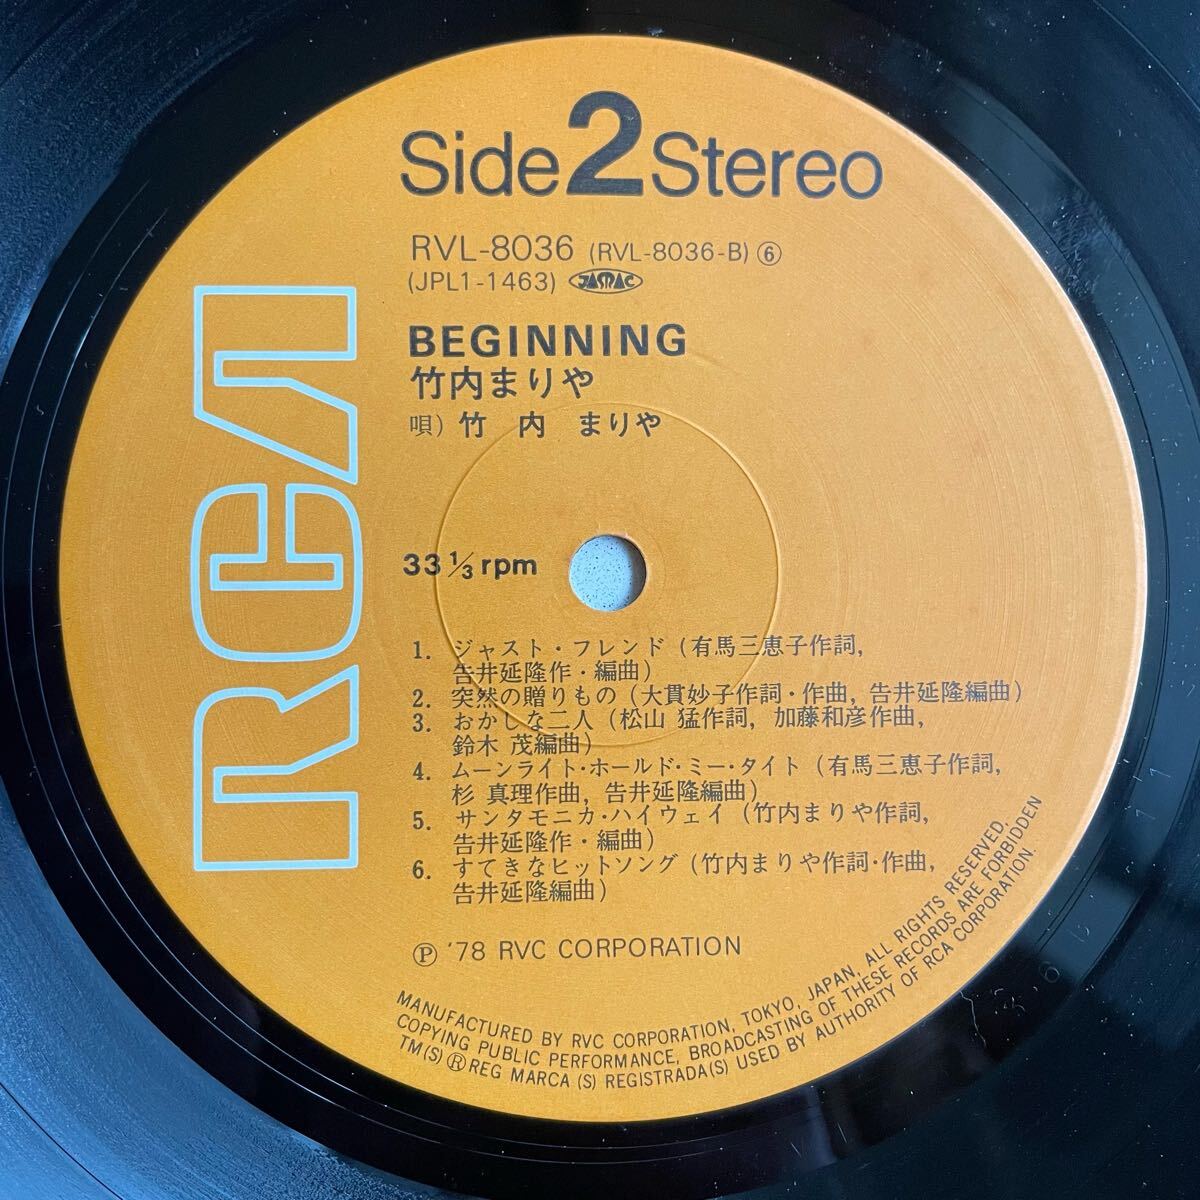 Side 2 Stereo
RVL-8036 (RVL-8036-B) ⑥
(JPL1-1463) JASRAC
BEGINNING
竹内まりや
唄) 竹 内 まりや
RCA
33 1/3 rpm
1. ジャスト・フレンド (有馬三恵子作詞,
告井延隆作・編曲)
2. 突然の贈りもの (大貫妙子作詞・作曲, 告井延隆編曲)
3. おかしな二人 (松山 猛作詞, 加藤和彦作曲,
鈴木 茂編曲)
4. ムーンライト・ホールド・ミー・タイト (有馬三恵子作詞,
杉 真理作曲, 告井延隆編曲)
5. サンタモニカ・ハイウェイ (竹内まりや作詞,
告井延隆作・編曲)
6. すてきなヒットソング (竹内まりや作詞・作曲,
告井延隆編曲)
Ⓟ '78 RVC CORPORATION
MANUFACTURED BY RVC CORPORATION, TOKYO, JAPAN, ALL RIGHTS RESERVED,
COPYING PUBLIC PERFORMANCE, BROADCASTING OF THESE RECORDS ARE FORBIDDEN
TM(S) ® REG MARCA (S) REGISTRADA(S) USED BY AUTHORITY OF RCA CORPORATION.